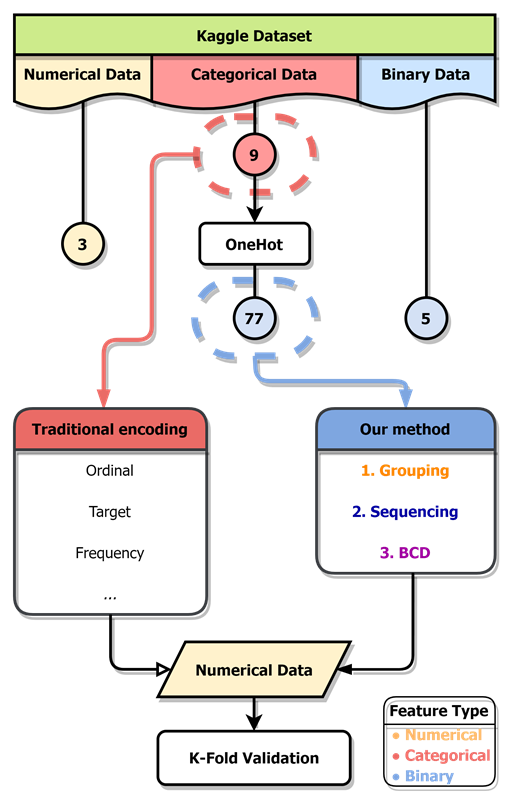 Kaggle Dataset
Numerical Data
Categorical Data
Binary Data
9
3
OneHot
77
5
Traditional encoding
Ordinal
Target
Frequency
...
Our method
1. Grouping
2. Sequencing
3. BCD
Numerical Data
K-Fold Validation
Feature Type
• Numerical
• Categorical
• Binary